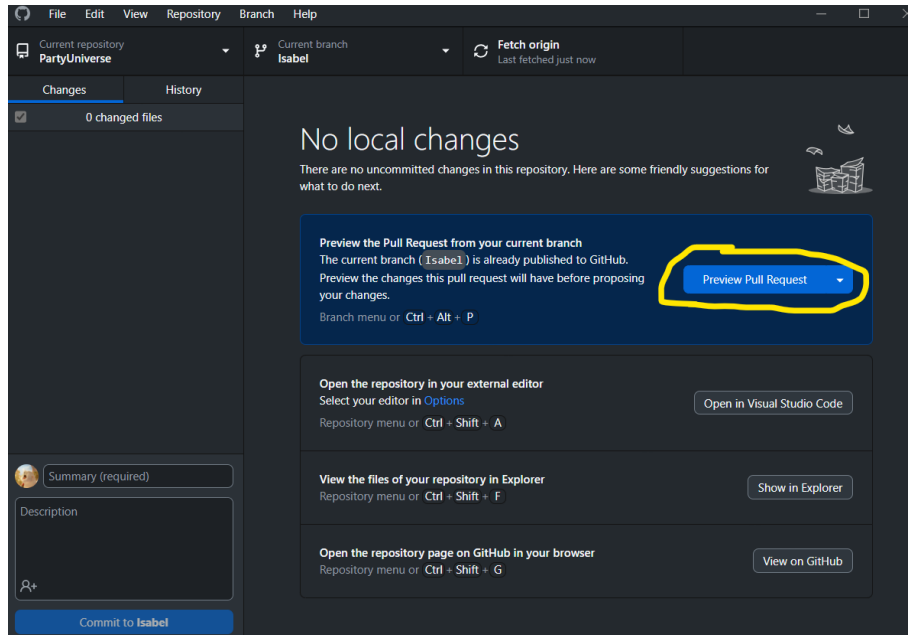 File Edit View Repository Branch Help
Current repository
PartyUniverse
Current branch
Isabel
Fetch origin
Last fetched just now
Changes History
0 changed files
No local changes
There are no uncommitted changes in this repository. Here are some friendly suggestions for
what to do next.
Preview the Pull Request from your current branch
The current branch ( Isabel ) is already published to GitHub.
Preview the changes this pull request will have before proposing
your changes.
Branch menu or Ctrl + Alt + P
Preview Pull Request
Open the repository in your external editor
Select your editor in Options
Repository menu or Ctrl + Shift + A
Open in Visual Studio Code
View the files of your repository in Explorer
Repository menu or Ctrl + Shift + F
Show in Explorer
Open the repository page on GitHub in your browser
Repository menu or Ctrl + Shift + G
View on GitHub
Summary (required)
Description
Commit to Isabel